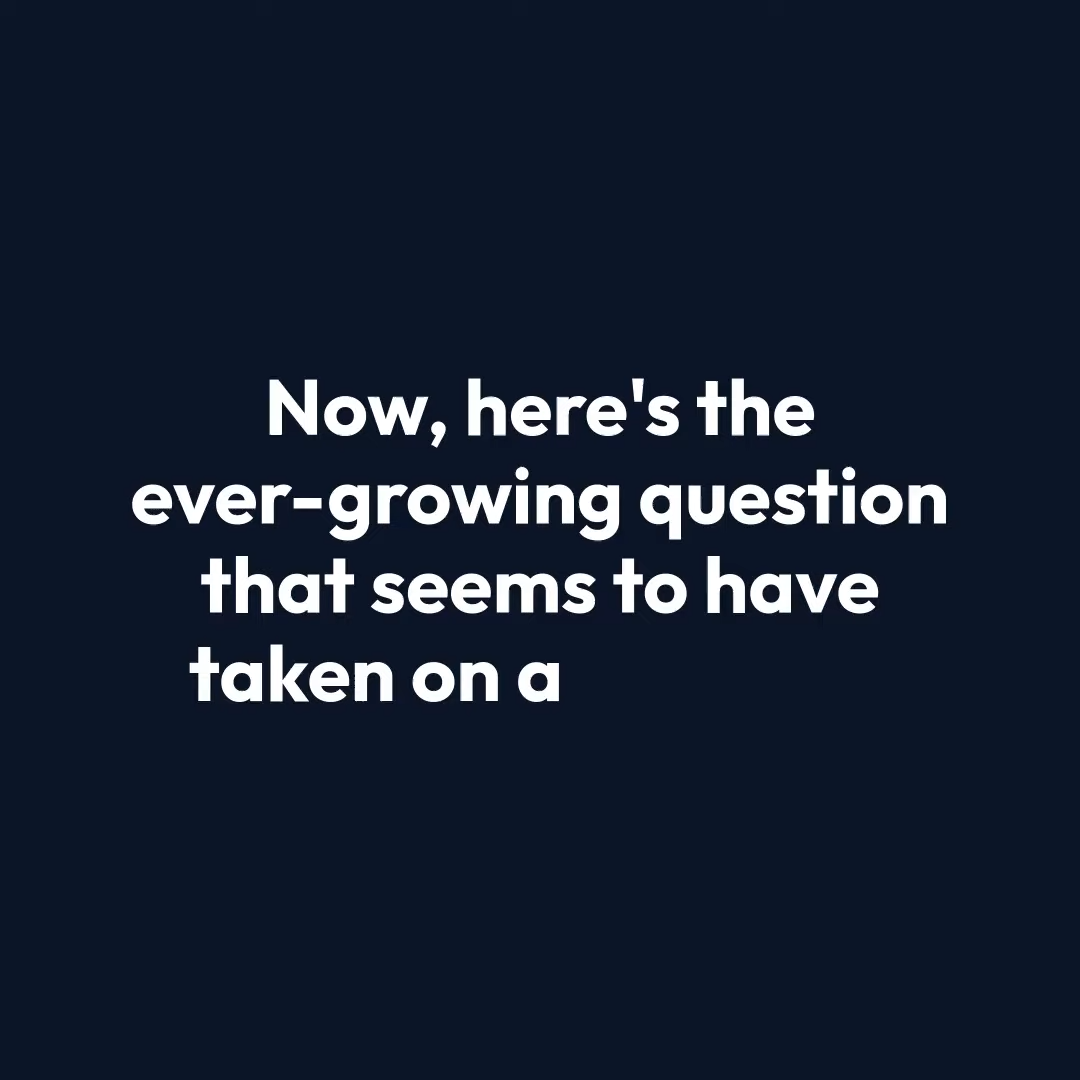 Now, here's the
ever-growing question
that seems to have
taken on a